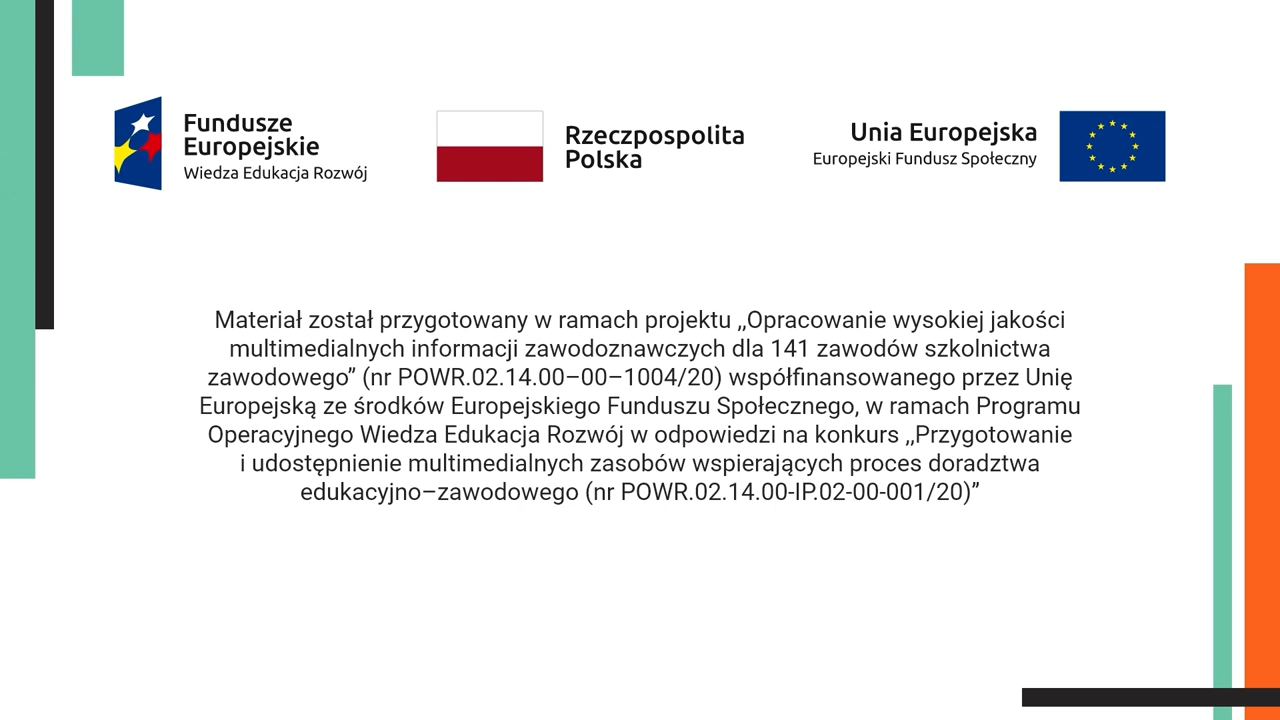 Fundusze
Europejskie
Wiedza Edukacja Rozwój
Rzeczpospolita
Polska
Unia Europejska
Europejski Fundusz Społeczny
Materiał został przygotowany w ramach projektu ,,Opracowanie wysokiej jakości
multimedialnych informacji zawodoznawczych dla 141 zawodów szkolnictwa
zawodowego” (nr POWR.02.14.00–00–1004/20) współfinansowanego przez Unię
Europejską ze środków Europejskiego Funduszu Społecznego, w ramach Programu
Operacyjnego Wiedza Edukacja Rozwój w odpowiedzi na konkurs ,,Przygotowanie
i udostępnienie multimedialnych zasobów wspierających proces doradztwa
edukacyjno–zawodowego (nr POWR.02.14.00-IP.02-00-001/20)”